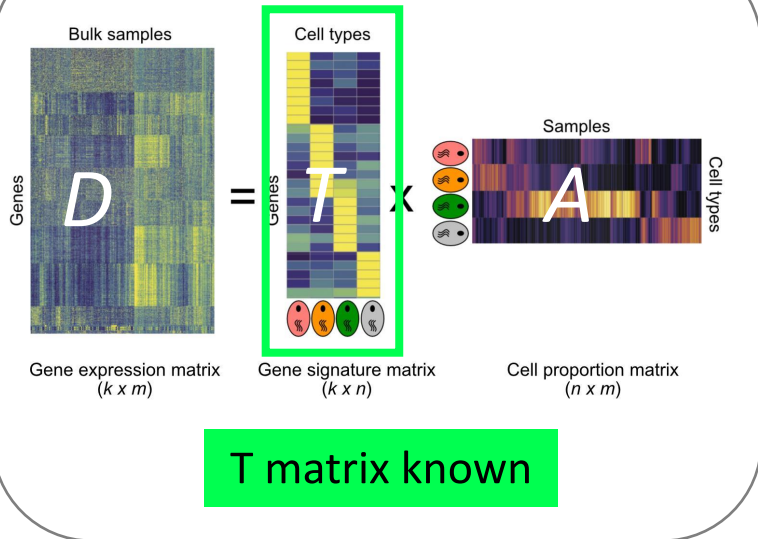 Bulk samples
Genes
D
=
Cell types
Genes
T
x
Samples
A
Cell types
Gene expression matrix
(k x m)
Gene signature matrix
(k x n)
Cell proportion matrix
(n x m)
T matrix known